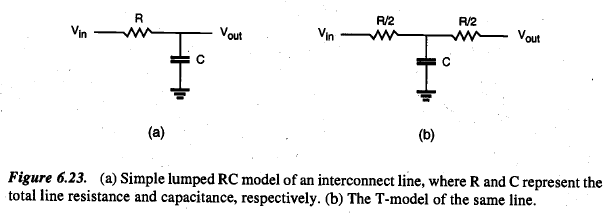 R
Vin
Vout
C
(a)
R/2
R/2
Vin
Vout
C
(b)
Figure 6.23. (a) Simple lumped RC model of an interconnect line, where R and C represent the
total line resistance and capacitance, respectively. (b) The T-model of the same line.